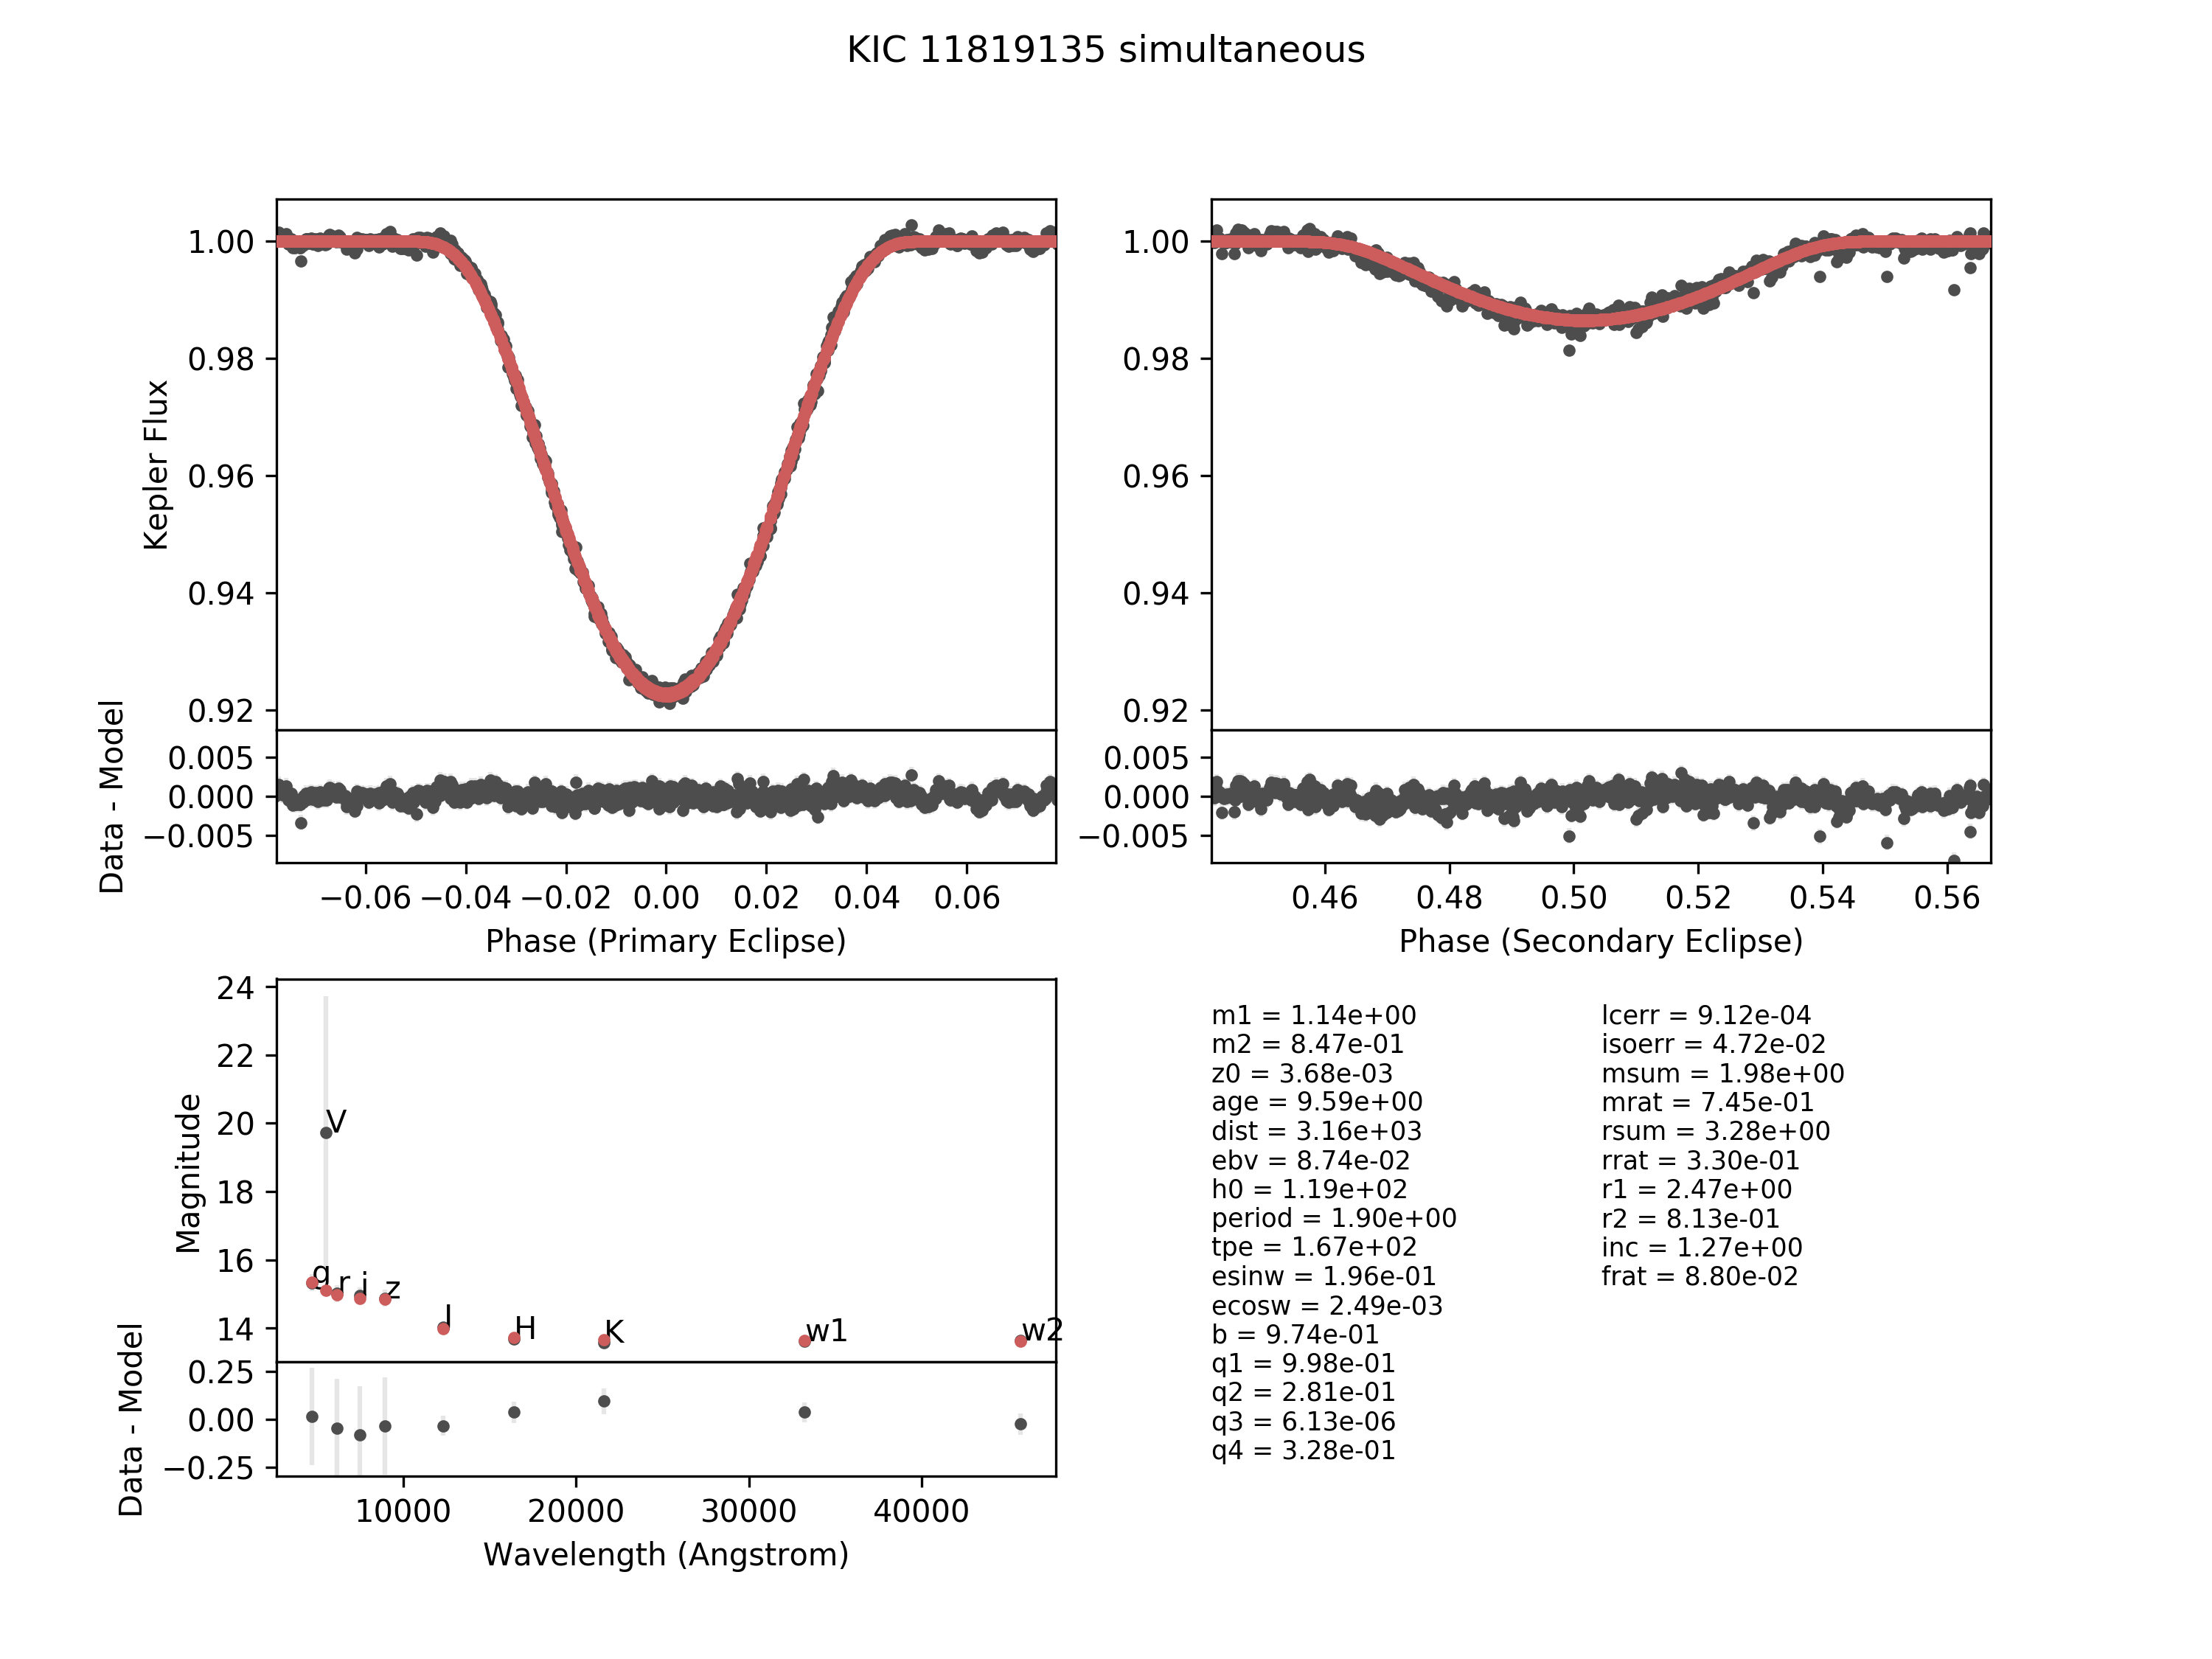 KIC 11819135 simultaneous
Kepler Flux
1.00
0.98
0.96
0.94
0.92
1.00
0.98
0.96
0.94
0.92
Data - Model
0.005
0.000
−0.005
0.005
0.000
−0.005
−0.06 −0.04 −0.02 0.00 0.02 0.04 0.06
Phase (Primary Eclipse)
0.46 0.48 0.50 0.52 0.54 0.56
Phase (Secondary Eclipse)
Magnitude
24
22
20
18
16
14
V
g r i z
J H K w1 w2
Data - Model
0.25
0.00
−0.25
10000 20000 30000 40000
Wavelength (Angstrom)
m1 = 1.14e+00
m2 = 8.47e-01
z0 = 3.68e-03
age = 9.59e+00
dist = 3.16e+03
ebv = 8.74e-02
h0 = 1.19e+02
period = 1.90e+00
tpe = 1.67e+02
esinw = 1.96e-01
ecosw = 2.49e-03
b = 9.74e-01
q1 = 9.98e-01
q2 = 2.81e-01
q3 = 6.13e-06
q4 = 3.28e-01
lcerr = 9.12e-04
isoerr = 4.72e-02
msum = 1.98e+00
mrat = 7.45e-01
rsum = 3.28e+00
rrat = 3.30e-01
r1 = 2.47e+00
r2 = 8.13e-01
inc = 1.27e+00
frat = 8.80e-02